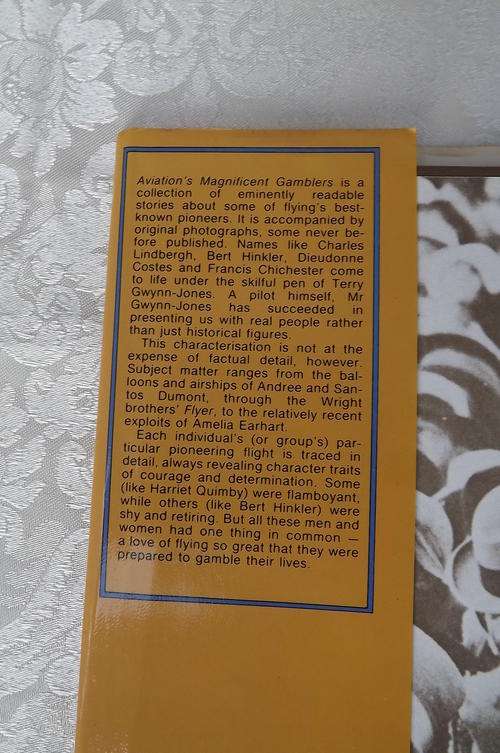 Aviation's Magnificent Gamblers is a
collection of eminently readable
stories about some of flying's best-
known pioneers. It is accompanied by
original photographs, some never be-
fore published. Names like Charles
Lindbergh, Bert Hinkler, Dieudonne
Costes and Francis Chichester come
to life under the skilful pen of Terry
Gwynn-Jones. A pilot himself, Mr
Gwynn-Jones has succeeded in
presenting us with real people rather
than just historical figures.
This characterisation is not at the
expense of factual detail, however.
Subject matter ranges from the bal-
loons and airships of Andree and San-
tos Dumont, through the Wright
brothers' Flyer, to the relatively recent
exploits of Amelia Earhart.
Each individual's (or group's) par-
ticular pioneering flight is traced in
detail, always revealing character traits
of courage and determination. Some
(like Harriet Quimby) were flamboyant,
while others (like Bert Hinkler) were
shy and retiring. But all these men and
women had one thing in common —
a love of flying so great that they were
prepared to gamble their lives.